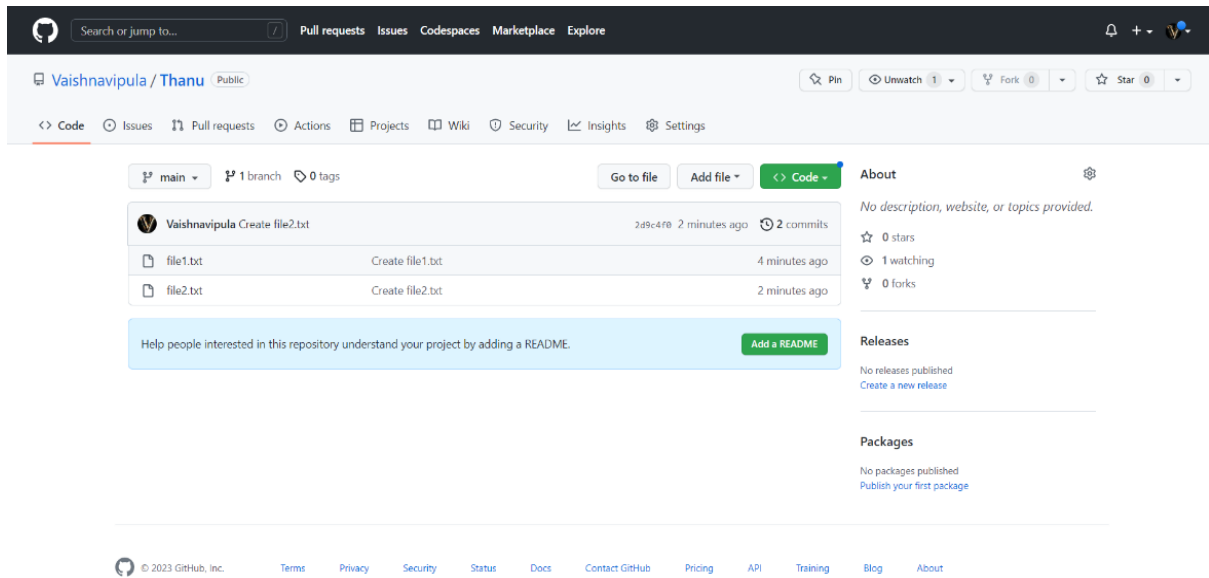 Search or jump to... /
Pull requests Issues Codespaces Marketplace Explore
Vaishnavipula / Thanu Public
Pin Unwatch 1 Fork 0 Star 0
Code Issues Pull requests Actions Projects Wiki Security Insights Settings
main 1 branch 0 tags Go to file Add file Code
Vaishnavipula Create file2.txt 2d9c4f0 2 minutes ago 2 commits
file1.txt Create file1.txt 4 minutes ago
file2.txt Create file2.txt 2 minutes ago
Help people interested in this repository understand your project by adding a README. Add a README
About
No description, website, or topics provided.
0 stars
1 watching
0 forks
Releases
No releases published
Create a new release
Packages
No packages published
Publish your first package
© 2023 GitHub, Inc. Terms Privacy Security Status Docs Contact GitHub Pricing API Training Blog About